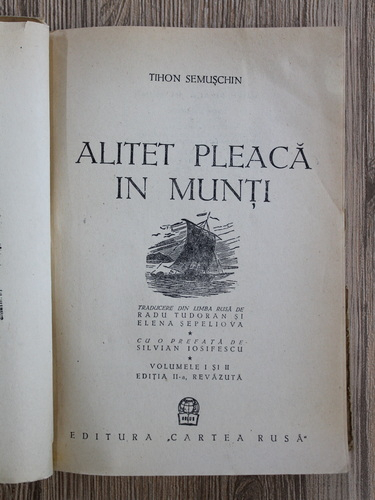 TIHON SEMUȘCHIN
ALITET PLEACĂ
IN MUNȚI
TRADUCERE DIN LIMBA RUSĂ DE
RADU TUDORAN ȘI
ELENA ȘEPELIOVA
*
CU O PREFAȚĂ DE
SILVIAN IOSIFESCU
*
VOLUMELE I ȘI II
EDIȚIA II-a, REVĂZUTĂ
EDITURA „CARTEA RUSĂ"